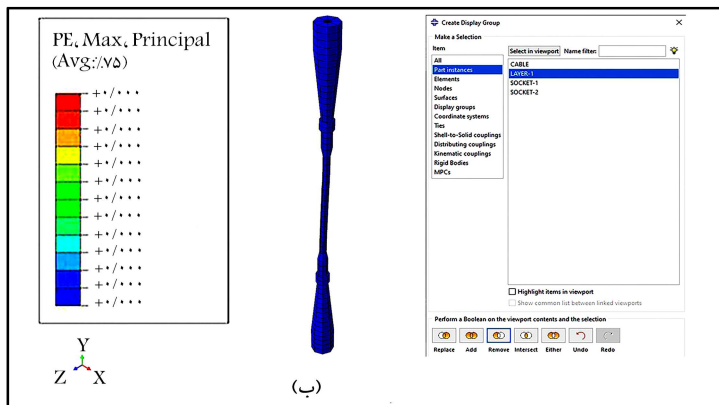 PE، Max، Principal
(Avg:٪۷۵)
+۰/۰۰۰
+۰/۰۰۰
+۰/۰۰۰
+۰/۰۰۰
+۰/۰۰۰
+۰/۰۰۰
+۰/۰۰۰
+۰/۰۰۰
+۰/۰۰۰
+۰/۰۰۰
+۰/۰۰۰
+۰/۰۰۰
+۰/۰۰۰
Y
Z X
(ب)
Create Display Group
Make a Selection
Item
Select in viewport Name filter:
All
Part instances
Elements
Nodes
Surfaces
Display groups
Coordinate systems
Ties
Shell-to-Solid couplings
Distributing couplings
Kinematic couplings
Rigid Bodies
MPCs
CABLE
LAYER-1
SOCKET-1
SOCKET-2
Highlight items in viewport
Show common list between linked viewports
Perform a Boolean on the viewport contents and the selection
Replace Add Remove Intersect Either Undo Redo